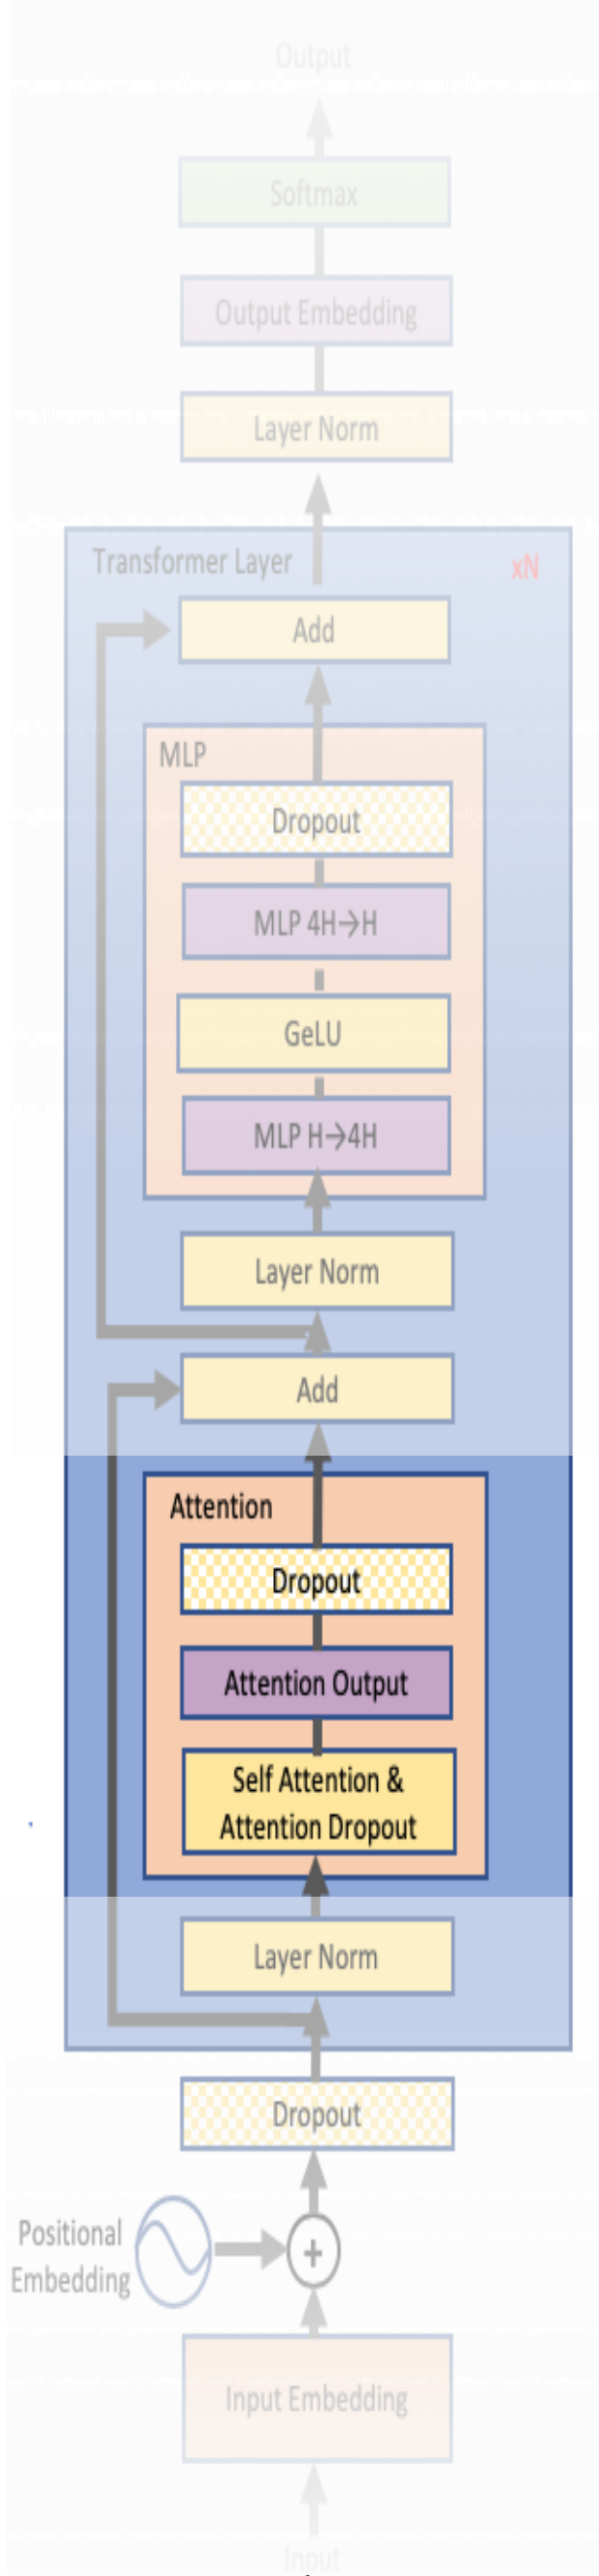 Output
Softmax
Output Embedding
Layer Norm
Transformer Layer
xN
Add
MLP
Dropout
MLP 4H→H
GeLU
MLP H→4H
Layer Norm
Add
Attention
Dropout
Attention Output
Self Attention &
Attention Dropout
Layer Norm
Dropout
Positional
Embedding
+
Input Embedding
Input